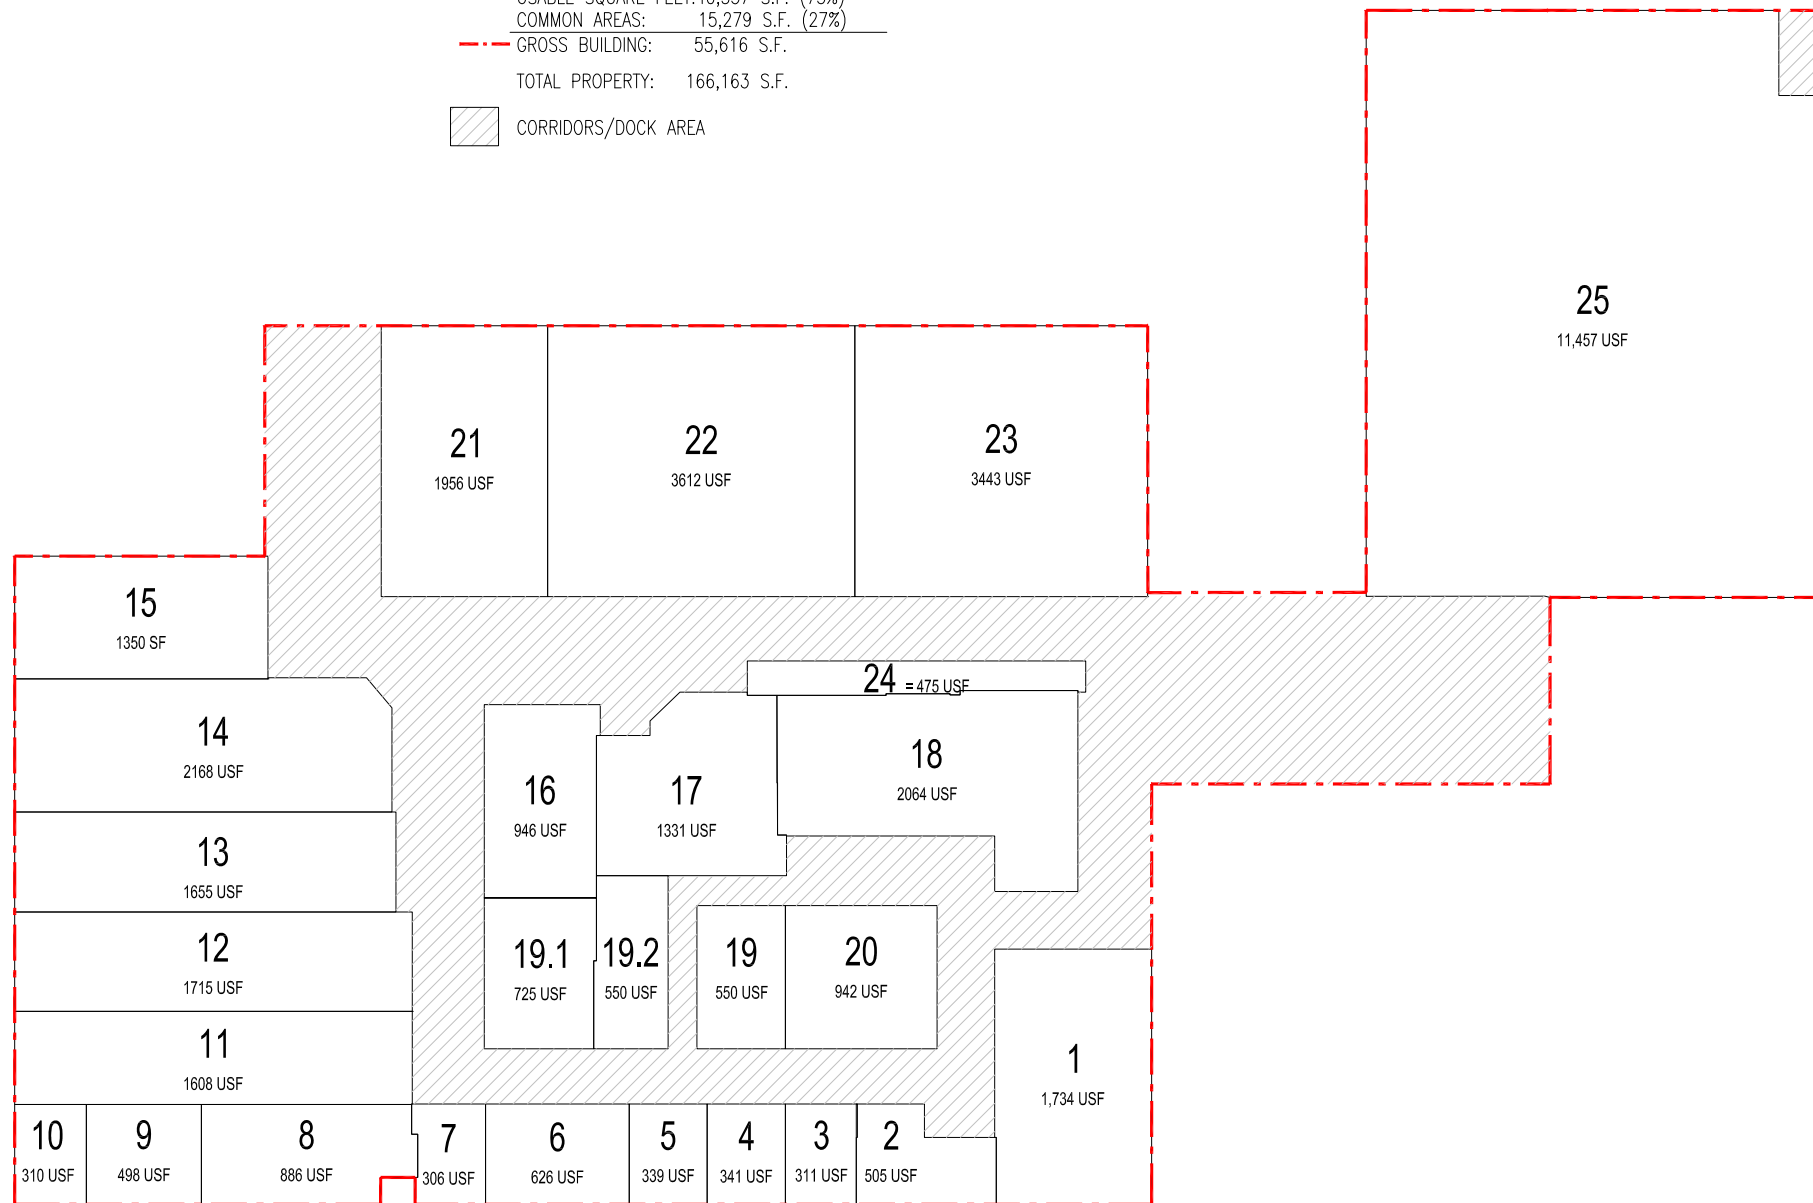 COMMON AREAS: 15,279 S.F. (27%)
GROSS BUILDING: 55,616 S.F.
TOTAL PROPERTY: 166,163 S.F.
CORRIDORS/DOCK AREA
25
11,457 USF
21
1956 USF
22
3612 USF
23
3443 USF
15
1350 SF
24 = 475 USF
14
2168 USF
16
946 USF
17
1331 USF
18
2064 USF
13
1655 USF
12
1715 USF
19.1
725 USF
19.2
550 USF
19
550 USF
20
942 USF
11
1608 USF
1
1,734 USF
10
310 USF
9
498 USF
8
886 USF
7
306 USF
6
626 USF
5
339 USF
4
341 USF
3
311 USF
2
505 USF